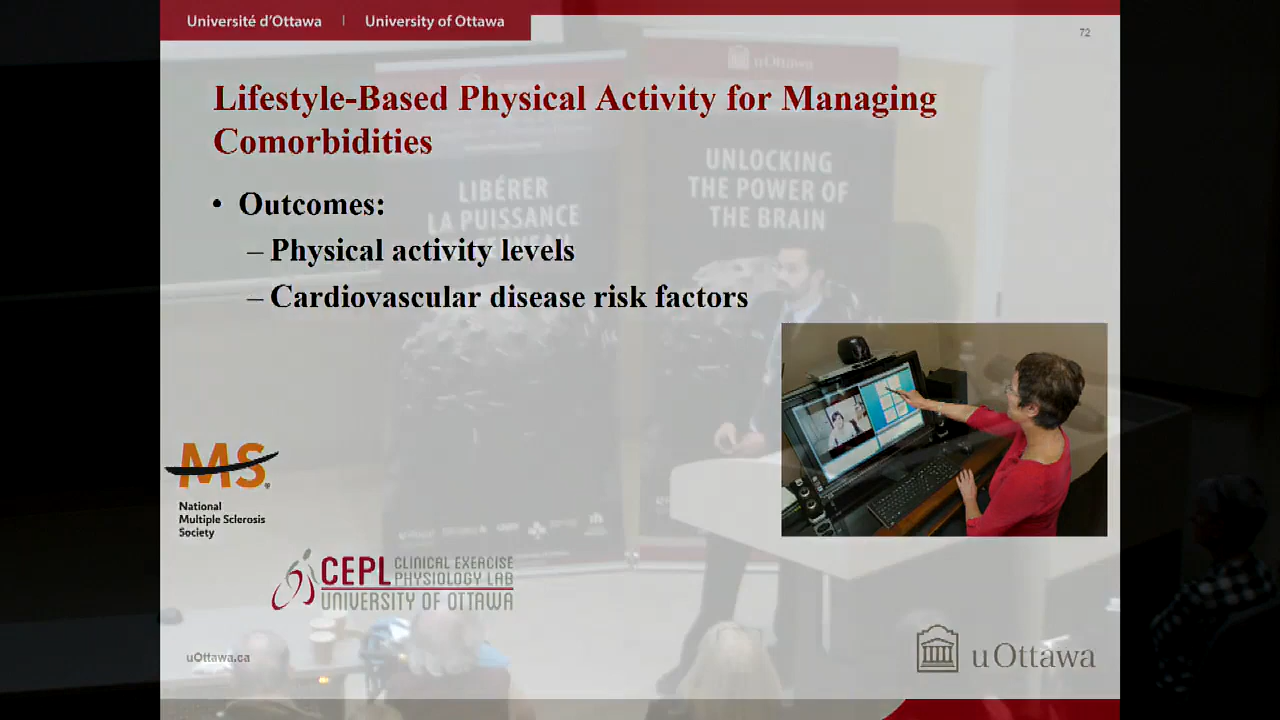 Université d'Ottawa | University of Ottawa
72
Lifestyle-Based Physical Activity for Managing
Comorbidities
• Outcomes:
– Physical activity levels
– Cardiovascular disease risk factors
uOttawa
LIBÉRER
LA PUISSANCE
UNLOCKING
THE POWER OF
THE BRAIN
MS
National
Multiple Sclerosis
Society
CEPL CLINICAL EXERCISE
PHYSIOLOGY LAB
UNIVERSITY OF OTTAWA
uOttawa.ca
uOttawa